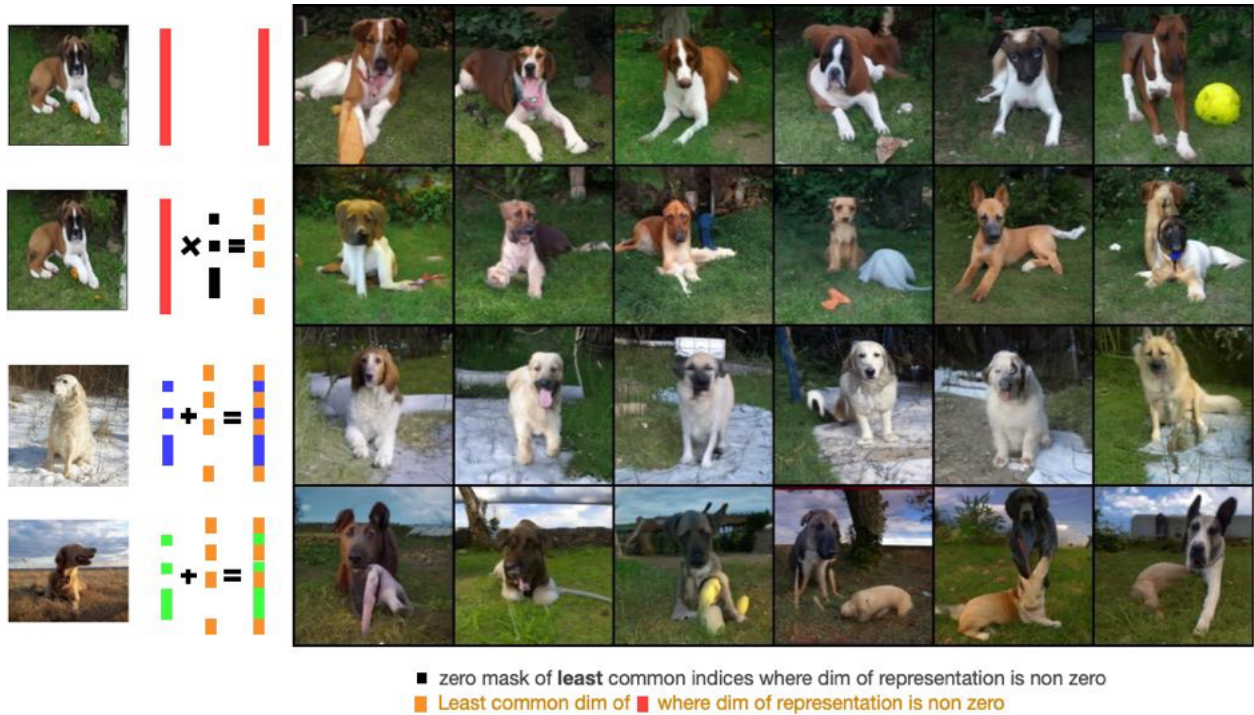 × =
+ =
+ =
zero mask of least common indices where dim of representation is non zero
Least common dim of where dim of representation is non zero